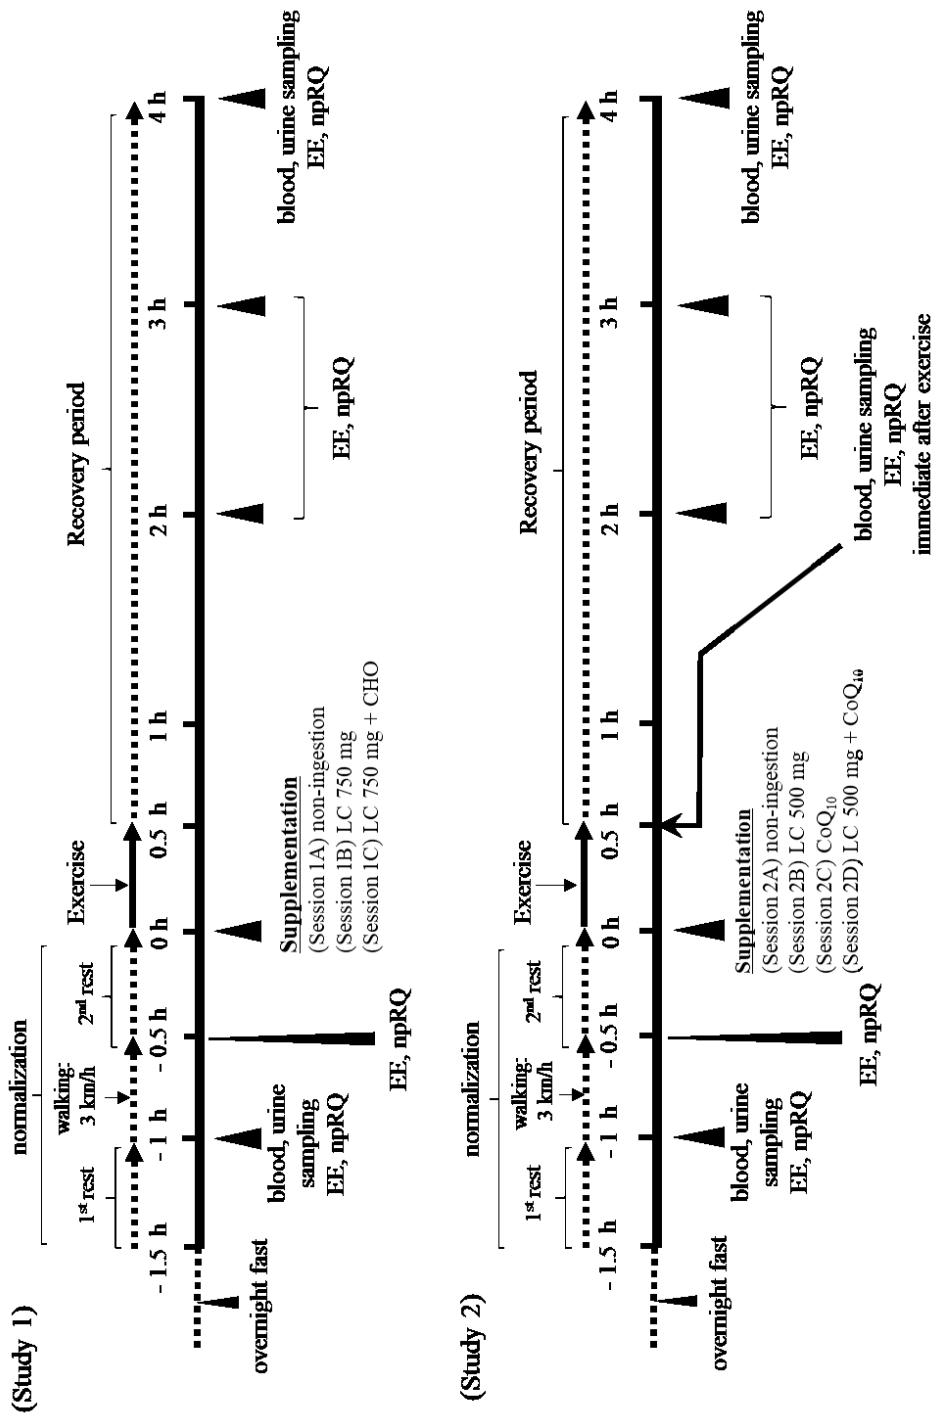 (Study 1)
normalization
1st rest
walking:
3 km/h
2nd rest
Exercise
Recovery period
- 1.5 h
- 1 h
- 0.5 h
0 h
0.5 h
1 h
2 h
3 h
4 h
overnight fast
blood, urine
sampling
EE, npRQ
EE, npRQ
Supplementation
(Session 1A) non-ingestion
(Session 1B) LC 750 mg
(Session 1C) LC 750 mg + CHO
EE, npRQ
blood, urine sampling
EE, npRQ
(Study 2)
normalization
1st rest
walking:
3 km/h
2nd rest
Exercise
Recovery period
- 1.5 h
- 1 h
- 0.5 h
0 h
0.5 h
1 h
2 h
3 h
4 h
overnight fast
blood, urine
sampling
EE, npRQ
EE, npRQ
Supplementation
(Session 2A) non-ingestion
(Session 2B) LC 500 mg
(Session 2C) CoQ10
(Session 2D) LC 500 mg + CoQ10
blood, urine sampling
EE, npRQ
immediate after exercise
EE, npRQ
blood, urine sampling
EE, npRQ